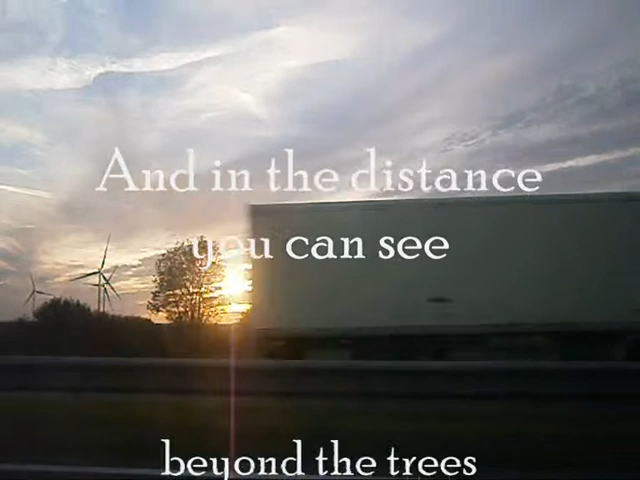 And in the distance
you can see
beyond the trees